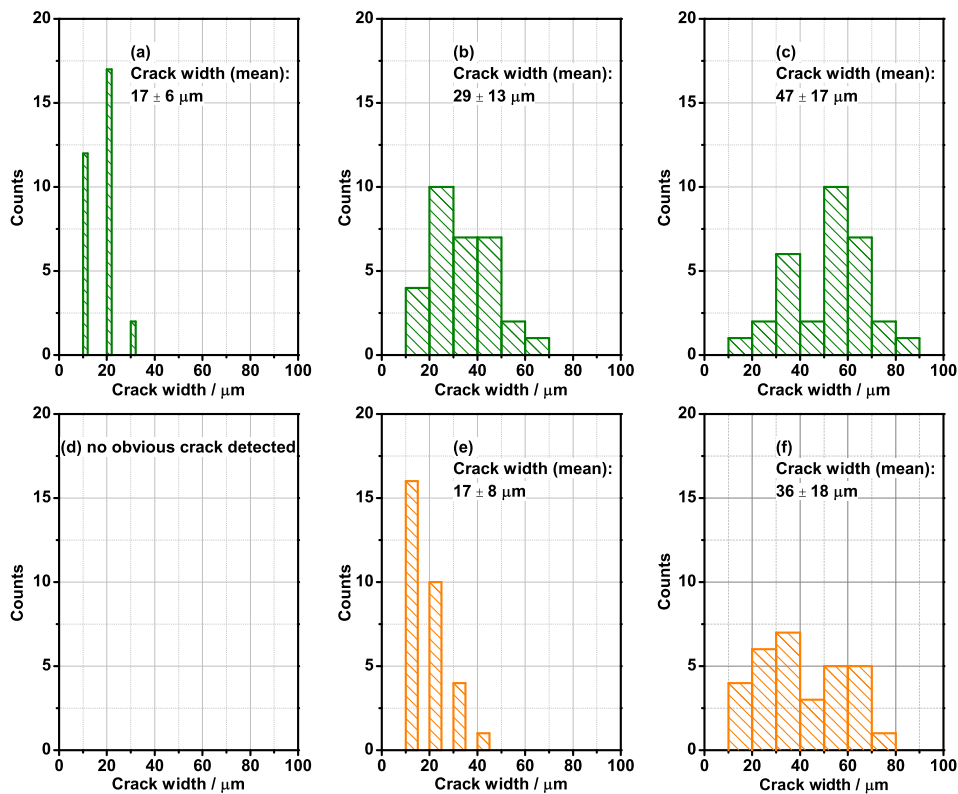 (a)
Crack width (mean):
17 ± 6 μm
20
15
10
5
0
Counts
0 20 40 60 80 100
Crack width / μm
(b)
Crack width (mean):
29 ± 13 μm
20
15
10
5
0
Counts
0 20 40 60 80 100
Crack width / μm
(c)
Crack width (mean):
47 ± 17 μm
20
15
10
5
0
Counts
0 20 40 60 80 100
Crack width / μm
(d) no obvious crack detected
20
15
10
5
0
Counts
0 20 40 60 80 100
Crack width / μm
(e)
Crack width (mean):
17 ± 8 μm
20
15
10
5
0
Counts
0 20 40 60 80 100
Crack width / μm
(f)
Crack width (mean):
36 ± 18 μm
20
15
10
5
0
Counts
0 20 40 60 80 100
Crack width / μm